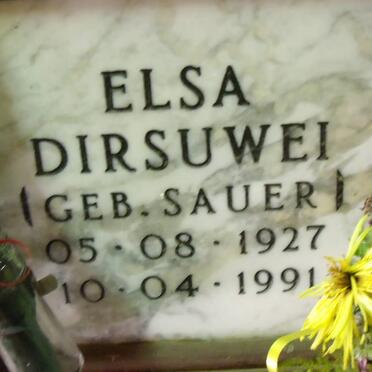 ELSA
DIRSUWEI
(GEB. SAUER)
05-08-1927
10-04-1991